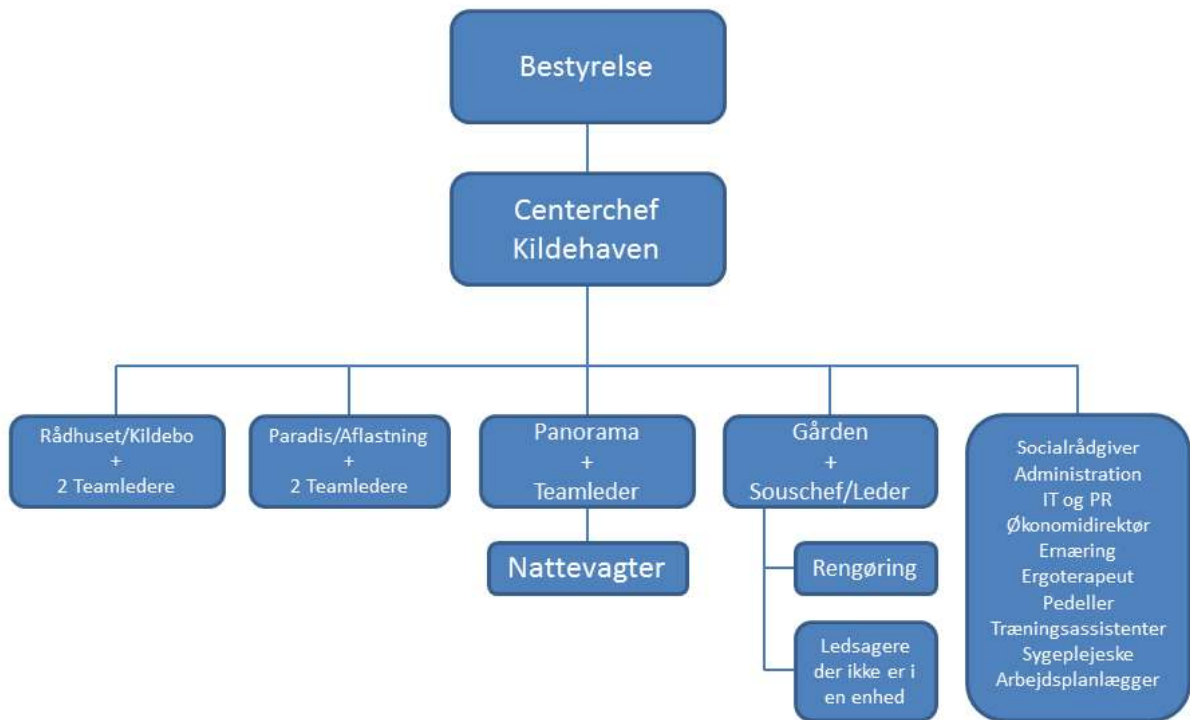 Bestyrelse
Centerchef
Kildehaven
Rådhuset/Kildebo
+
2 Teamledere
Paradis/Aflastning
+
2 Teamledere
Panorama
+
Teamleder
Nattevagter
Gården
+
Souschef/Leder
Rengøring
Ledsagere
der ikke er i
en enhed
Socialrådgiver
Administration
IT og PR
Økonomidirektør
Ernæring
Ergoterapeut
Pedeller
Træningsassistenter
Sygeplejeske
Arbejdsplanlægger